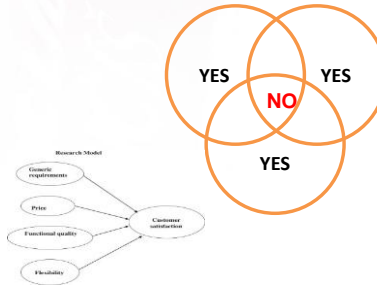 YES
YES
NO
YES
Research Model
Generic
requirements
Price
Customer
satisfaction
Functional quality
Flexibility